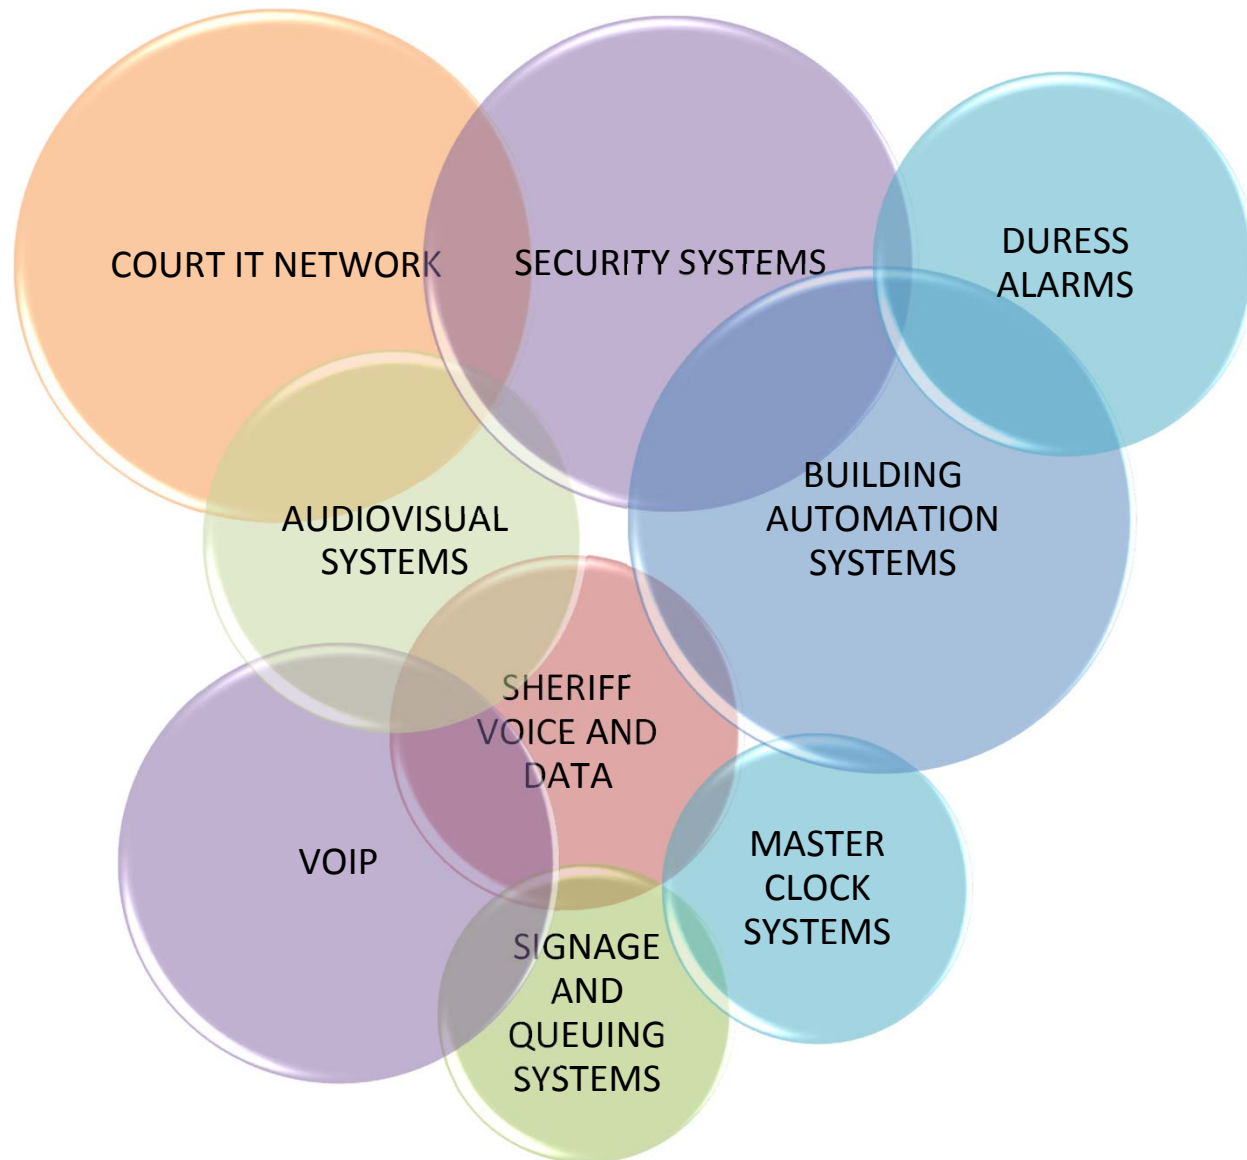 COURT IT NETWORK
SECURITY SYSTEMS
DURESS
ALARMS
AUDIOVISUAL
SYSTEMS
BUILDING
AUTOMATION
SYSTEMS
SHERIFF
VOICE AND
DATA
VOIP
MASTER
CLOCK
SYSTEMS
SIGNAGE
AND
QUEUING
SYSTEMS